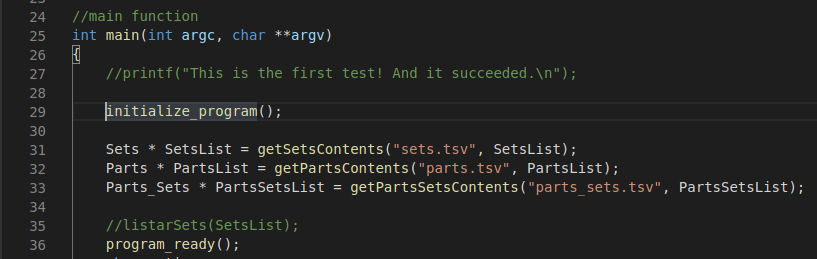 24 //main function
25 int main(int argc, char **argv)
26 {
27 //printf("This is the first test! And it succeeded.\n");
28
29 initialize_program();
30
31 Sets * SetsList = getSetsContents("sets.tsv", SetsList);
32 Parts * PartsList = getPartsContents("parts.tsv", PartsList);
33 Parts_Sets * PartsSetsList = getPartsSetsContents("parts_sets.tsv", PartsSetsList);
34
35 //listarSets(SetsList);
36 program_ready();